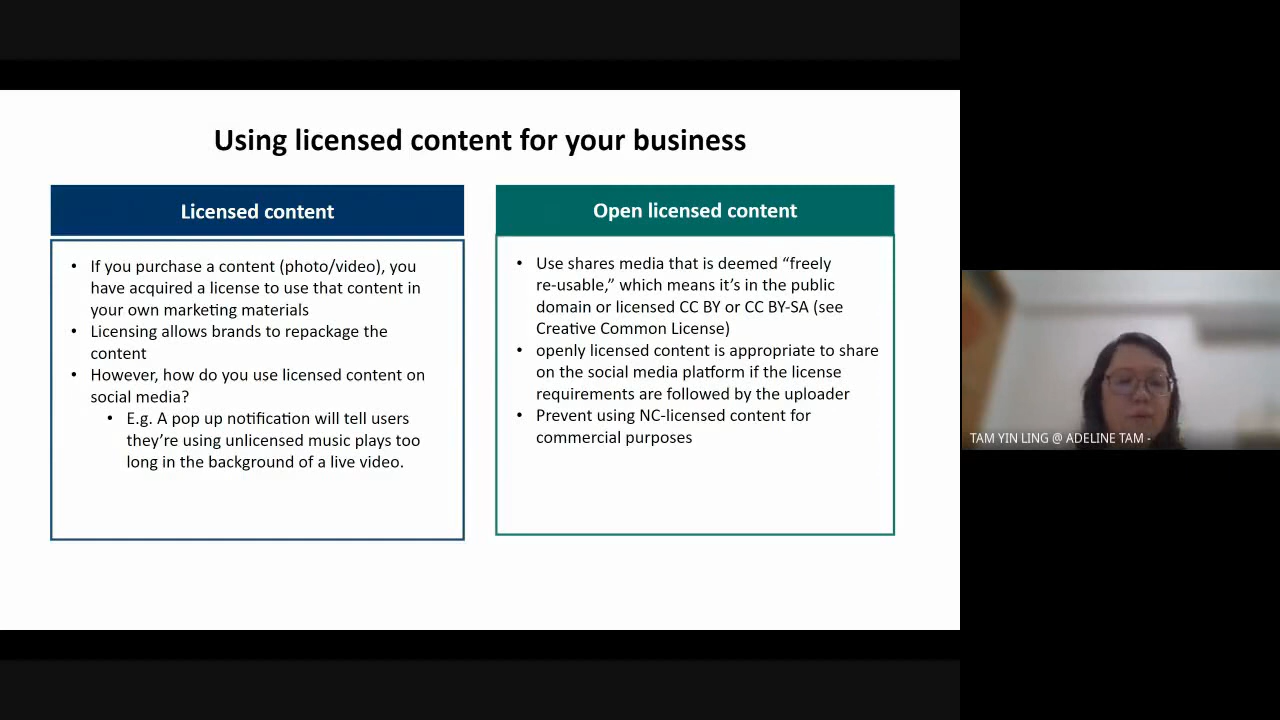 Using licensed content for your business
Licensed content
• If you purchase a content (photo/video), you
have acquired a license to use that content in
your own marketing materials
• Licensing allows brands to repackage the
content
• However, how do you use licensed content on
social media?
• E.g. A pop up notification will tell users
they’re using unlicensed music plays too
long in the background of a live video.
Open licensed content
• Use shares media that is deemed “freely
re-usable,” which means it’s in the public
domain or licensed CC BY or CC BY-SA (see
Creative Common License)
• openly licensed content is appropriate to share
on the social media platform if the license
requirements are followed by the uploader
• Prevent using NC-licensed content for
commercial purposes
TAM YIN LING @ ADELINE TAM -